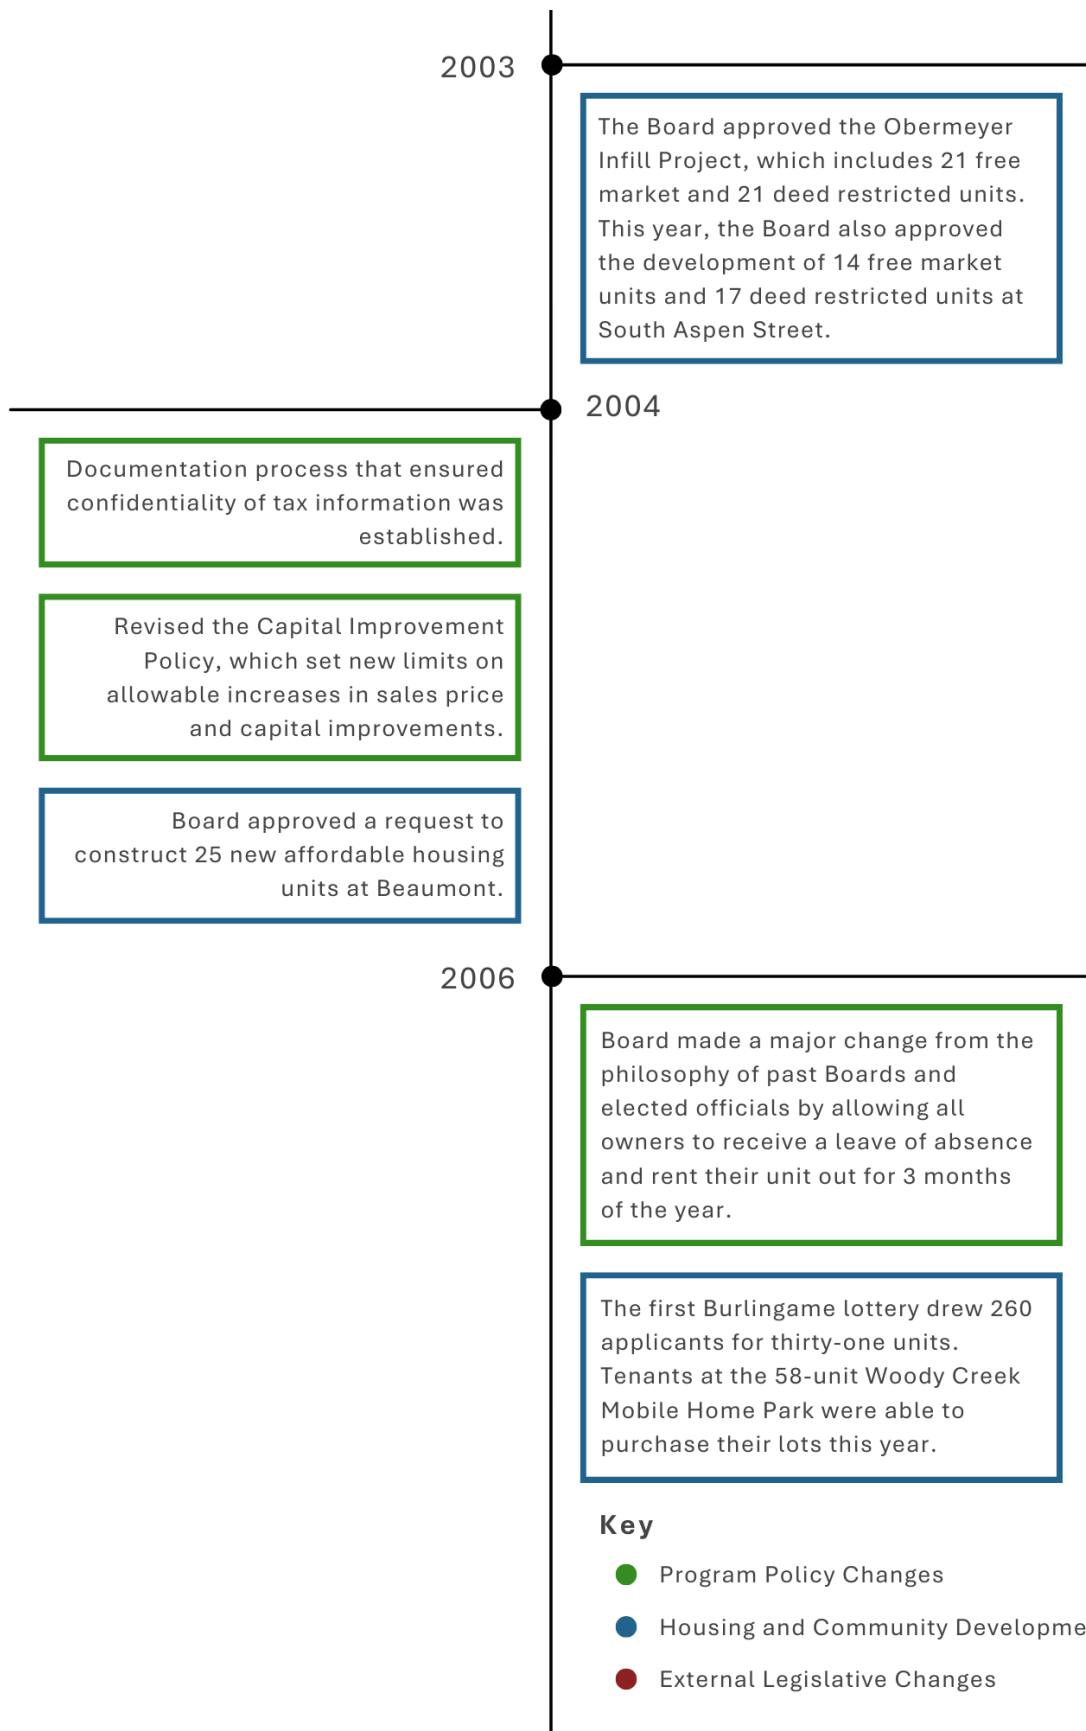 2003
The Board approved the Obermeyer
Infill Project, which includes 21 free
market and 21 deed restricted units.
This year, the Board also approved
the development of 14 free market
units and 17 deed restricted units at
South Aspen Street.
2004
Documentation process that ensured
confidentiality of tax information was
established.
Revised the Capital Improvement
Policy, which set new limits on
allowable increases in sales price
and capital improvements.
Board approved a request to
construct 25 new affordable housing
units at Beaumont.
2006
Board made a major change from the
philosophy of past Boards and
elected officials by allowing all
owners to receive a leave of absence
and rent their unit out for 3 months
of the year.
The first Burlingame lottery drew 260
applicants for thirty-one units.
Tenants at the 58-unit Woody Creek
Mobile Home Park were able to
purchase their lots this year.
Key
Program Policy Changes
Housing and Community Developme
External Legislative Changes